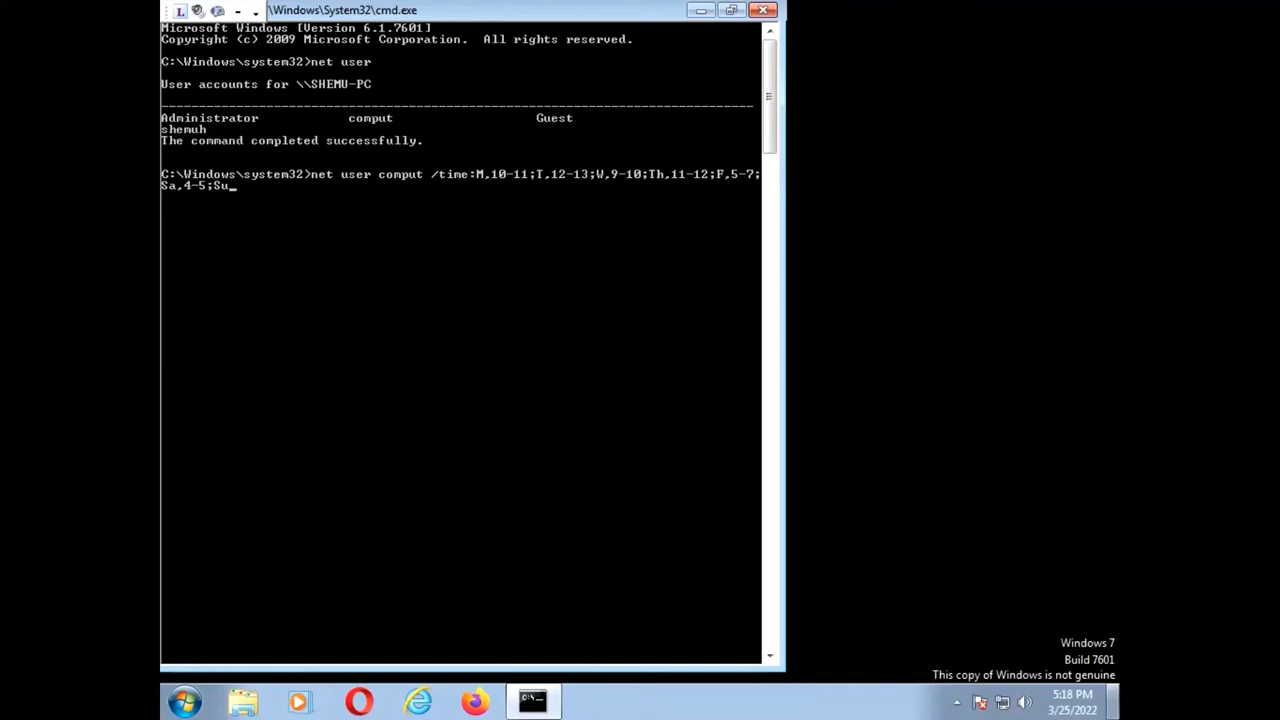 L
\Windows\System32\cmd.exe
Microsoft Windows [Version 6.1.7601]
Copyright (c) 2009 Microsoft Corporation.  All rights reserved.
C:\Windows\system32>net user
User accounts for \\SHEMU-PC
-------------------------------------------------------------------------------
Administrator            comput                   Guest
shemuh
The command completed successfully.
C:\Windows\system32>net user comput /time:M,10-11;T,12-13;W,9-10;Th,11-12;F,5-7;
Sa,4-5;Su_
Windows 7
Build 7601
This copy of Windows is not genuine
C:\_
5:18 PM
3/25/2022